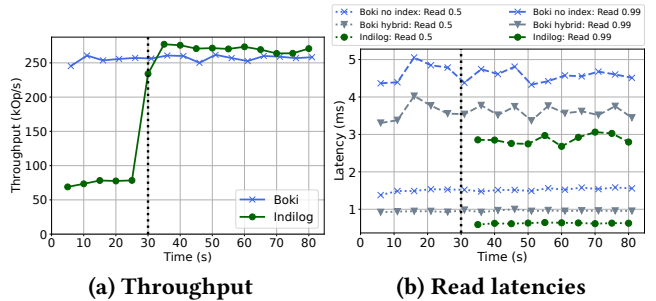 Boki no index: Read 0.5
Boki no index: Read 0.99
Boki hybrid: Read 0.5
Boki hybrid: Read 0.99
Indilog: Read 0.5
Indilog: Read 0.99
Throughput (kOp/s)
250
200
150
100
50
0
0 10 20 30 40 50 60 70 80
Time (s)
Boki
Indilog
(a) Throughput
Latency (ms)
5
4
3
2
1
0 10 20 30 40 50 60 70 80
Time (s)
(b) Read latencies